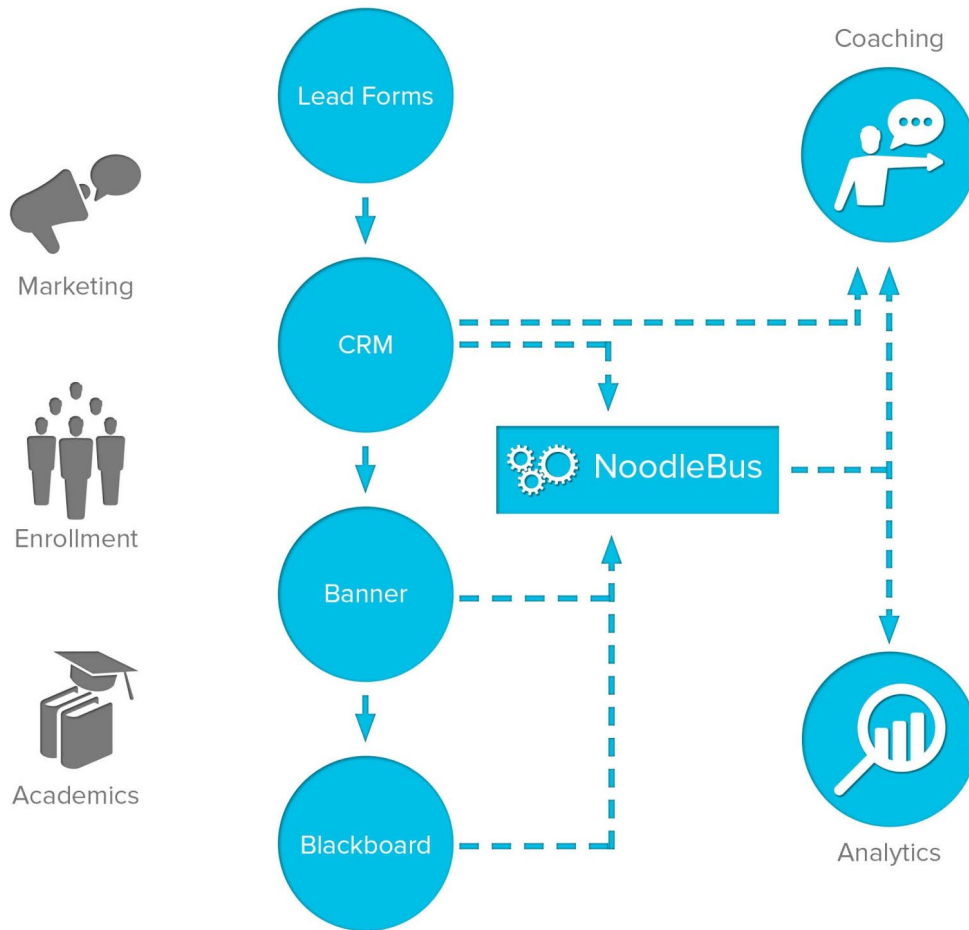 Coaching
Lead Forms
Marketing
CRM
NoodleBus
Enrollment
Banner
Academics
Blackboard
Analytics